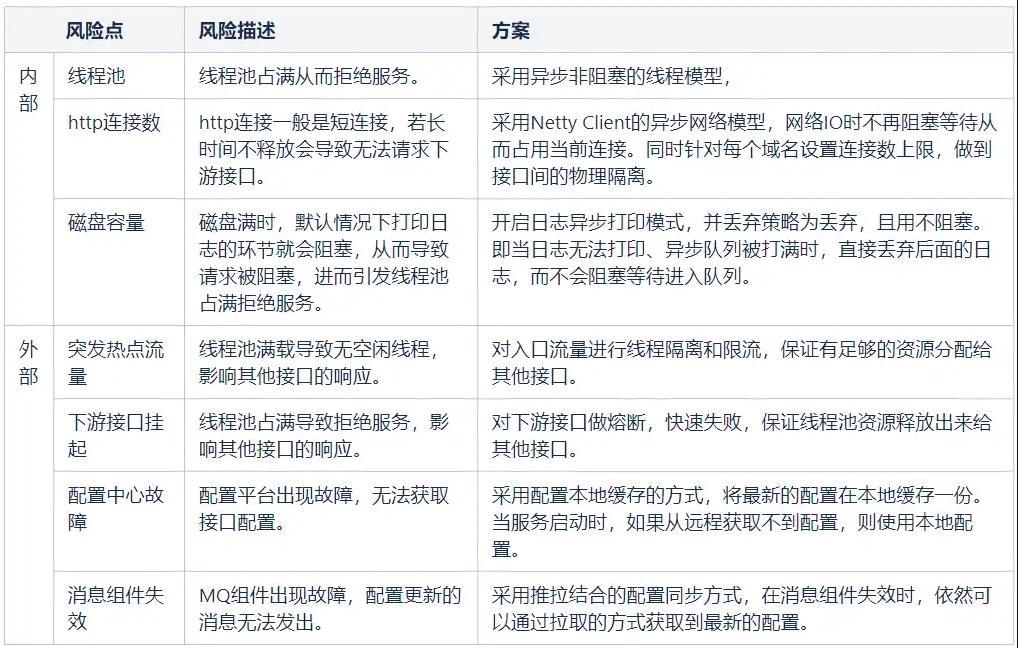 风险点 风险描述 方案
内 线程池 线程池占满从而拒绝服务。 采用异步非阻塞的线程模型，
部
http连接数 http连接一般是短连接，若长 采用Netty Client的异步网络模型，网络IO时不再阻塞等待从
时间不释放会导致无法请求下 而占用当前连接。同时针对每个域名设置连接数上限，做到
游接口。 接口间的物理隔离。
磁盘容量 磁盘满时，默认情况下打印日 开启日志异步打印模式，并丢弃策略为丢弃，且用不阻塞。
志的环节就会阻塞，从而导致 即当日志无法打印、异步队列被打满时，直接丢弃后面的日
请求被阻塞，进而引发线程池 志，而不会阻塞等待进入队列。
占满拒绝服务。
外 突发热点流 线程池满载导致无空闲线程， 对入口流量进行线程隔离和限流，保证有足够的资源分配给
部 量 影响其他接口的响应。 其他接口。
下游接口挂 线程池占满导致拒绝服务，影 对下游接口做熔断，快速失败，保证线程池资源释放出来给
起 响其他接口的响应。 其他接口。
配置中心故 配置平台出现故障，无法获取 采用配置本地缓存的方式，将最新的配置在本地缓存一份。
障 接口配置。 当服务启动时，如果从远程获取不到配置，则使用本地配
置。
消息组件失 MQ组件出现故障，配置更新的 采用推拉结合的配置同步方式，在消息组件失效时，依然可
效 消息无法发出。 以通过拉取的方式获取到最新的配置。